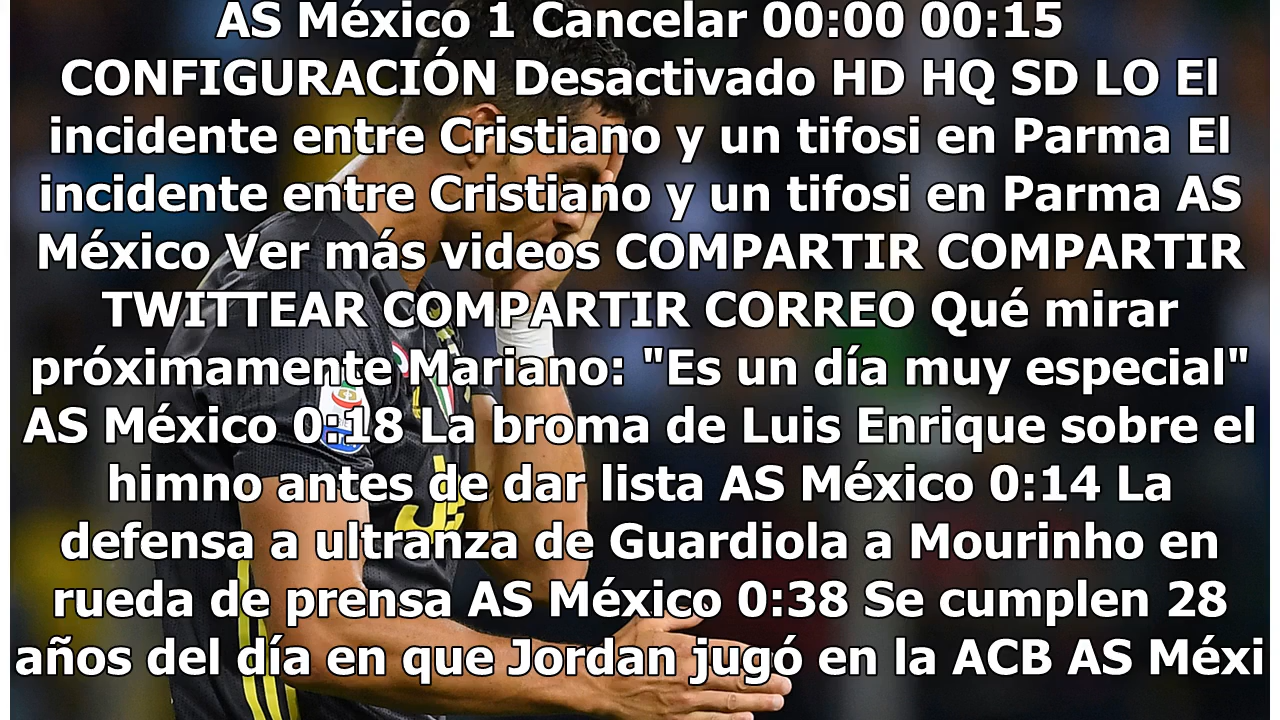 AS México 1 Cancelar 00:00 00:15
CONFIGURACIÓN Desactivado HD HQ SD LO El
incidente entre Cristiano y un tifosi en Parma El
incidente entre Cristiano y un tifosi en Parma AS
México Ver más videos COMPARTIR COMPARTIR
TWITTEAR COMPARTIR CORREO Qué mirar
próximamente Mariano: "Es un día muy especial"
AS México 0:18 La broma de Luis Enrique sobre el
himno antes de dar lista AS México 0:14 La
defensa a ultranza de Guardiola a Mourinho en
rueda de prensa AS México 0:38 Se cumplen 28
años del día en que Jordan jugó en la ACB AS Méxi